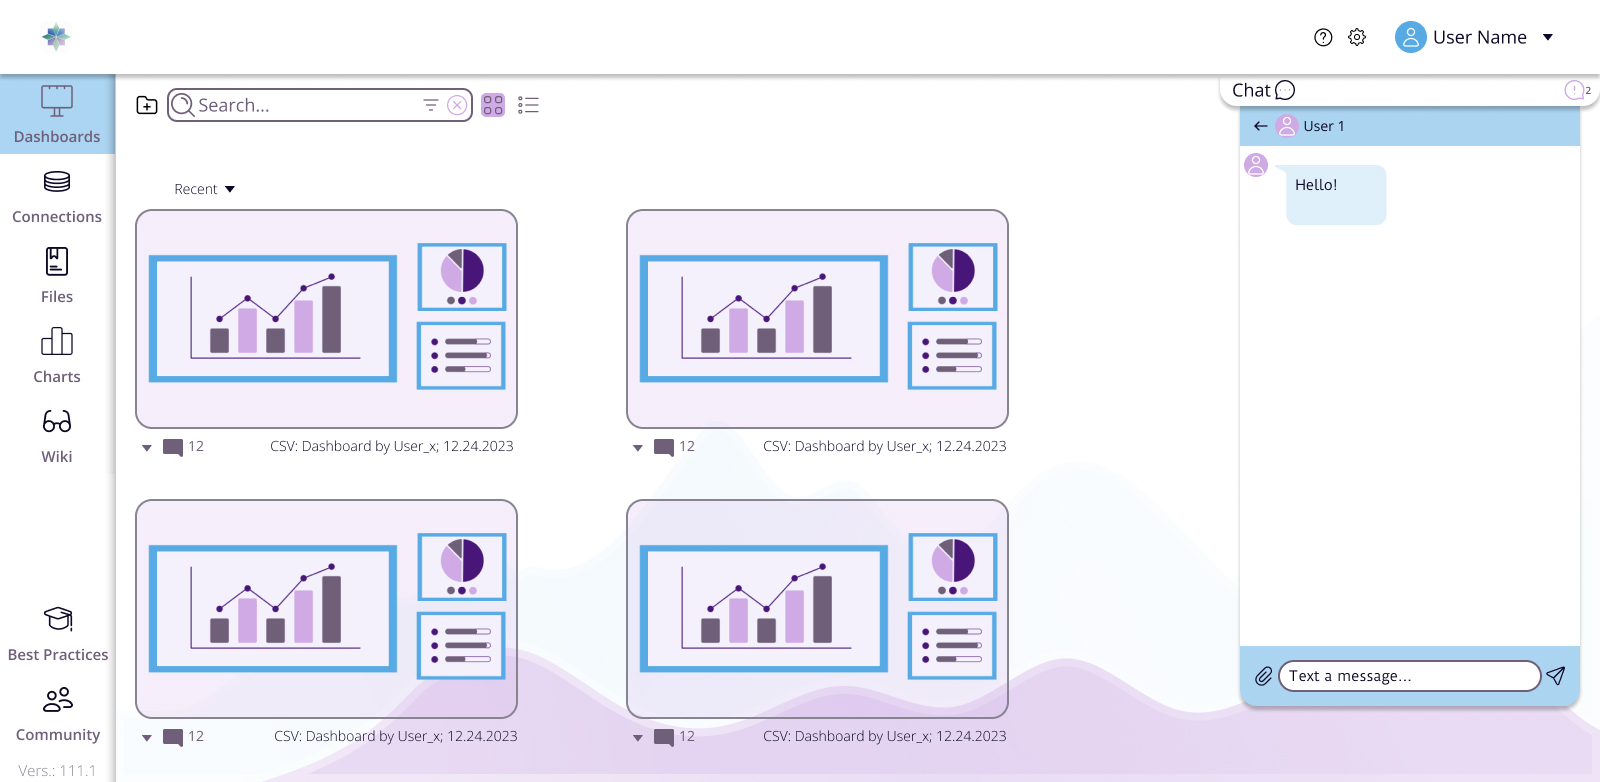 User Name
Dashboards
Connections
Files
Charts
Wiki
Best Practices
Community
Vers.: 111.1
Search...
Recent
12
CSV: Dashboard by User_x; 12.24.2023
12
CSV: Dashboard by User_x; 12.24.2023
12
CSV: Dashboard by User_x; 12.24.2023
12
CSV: Dashboard by User_x; 12.24.2023
Chat
2
User 1
Hello!
Text a message...